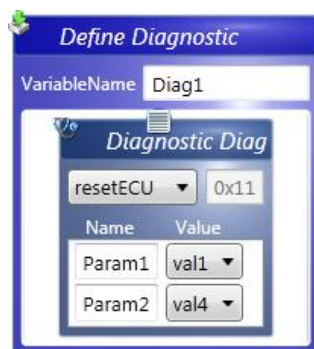 Define Diagnostic
VariableName Diag1
Diagnostic Diag
resetECU 0x11
Name Value
Param1 val1
Param2 val4